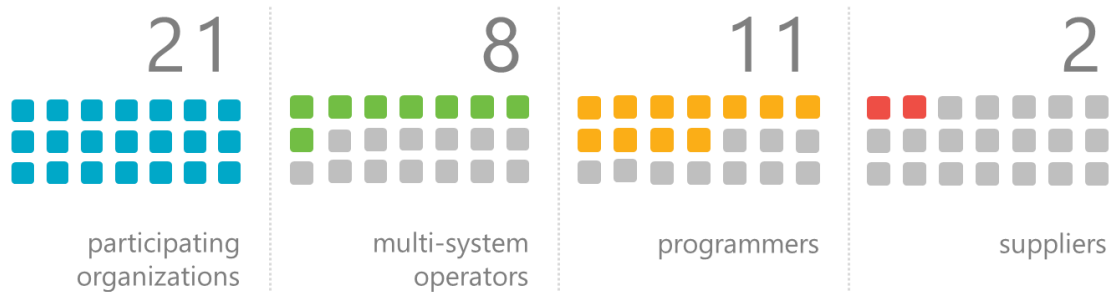 21
participating
organizations
8
multi-system
operators
11
programmers
2
suppliers